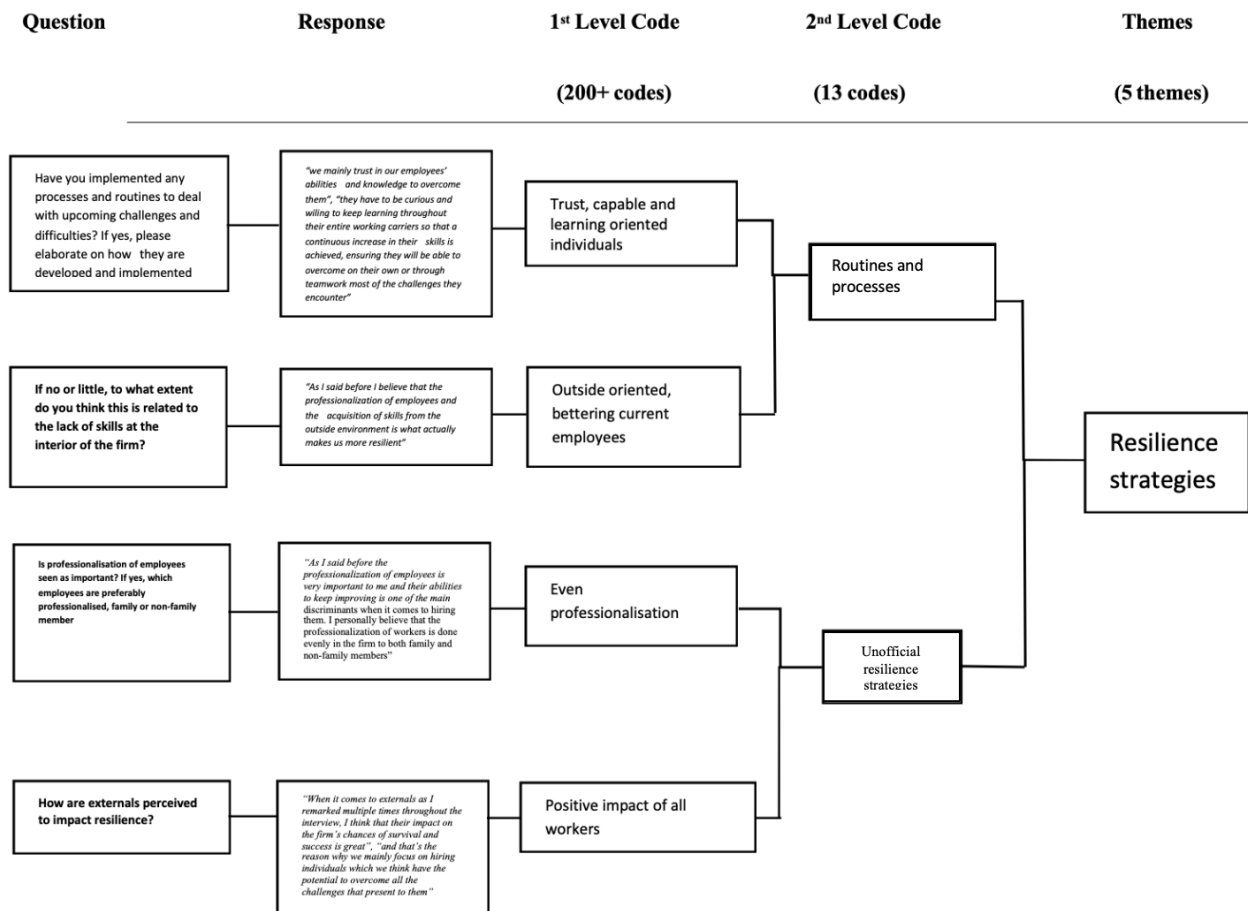 Question Response 1st Level Code 2nd Level Code Themes
(200+ codes) (13 codes) (5 themes)
Have you implemented any
processes and routines to deal
with upcoming challenges and
difficulties? If yes, please
elaborate on how they are
developed and implemented
"we mainly trust in our employees'
abilities and knowledge to overcome
them", "they have to be curious and
wiling to keep learning throughout
their entire working carriers so that a
continuous increase in their skills is
achieved, ensuring they will be able to
overcome on their own or through
teamwork most of the challenges they
encounter"
Trust, capable and
learning oriented
individuals
Routines and
processes
If no or little, to what extent
do you think this is related to
the lack of skills at the
interior of the firm?
"As I said before I believe that the
professionalization of employees and
the acquisition of skills from the
outside environment is what actually
makes us more resilient"
Outside oriented,
bettering current
employees
Resilience
strategies
Is professionalisation of employees
seen as important? If yes, which
employees are preferably
professionalised, family or non-family
member
"As I said before the
professionalization of employees is
very important to me and their abilities
to keep improving is one of the main
discriminants when it comes to hiring
them. I personally believe that the
professionalization of workers is done
evenly in the firm to both family and
non-family members"
Even
professionalisation
Unofficial
resilience
strategies
How are externals perceived
to impact resilience?
"When it comes to externals as I
remarked multiple times throughout the
interview, I think that their impact on
the firm's chances of survival and
success is great", "and that's the
reason why we mainly focus on hiring
individuals which we think have the
potential to overcome all the
challenges that present to them"
Positive impact of all
workers